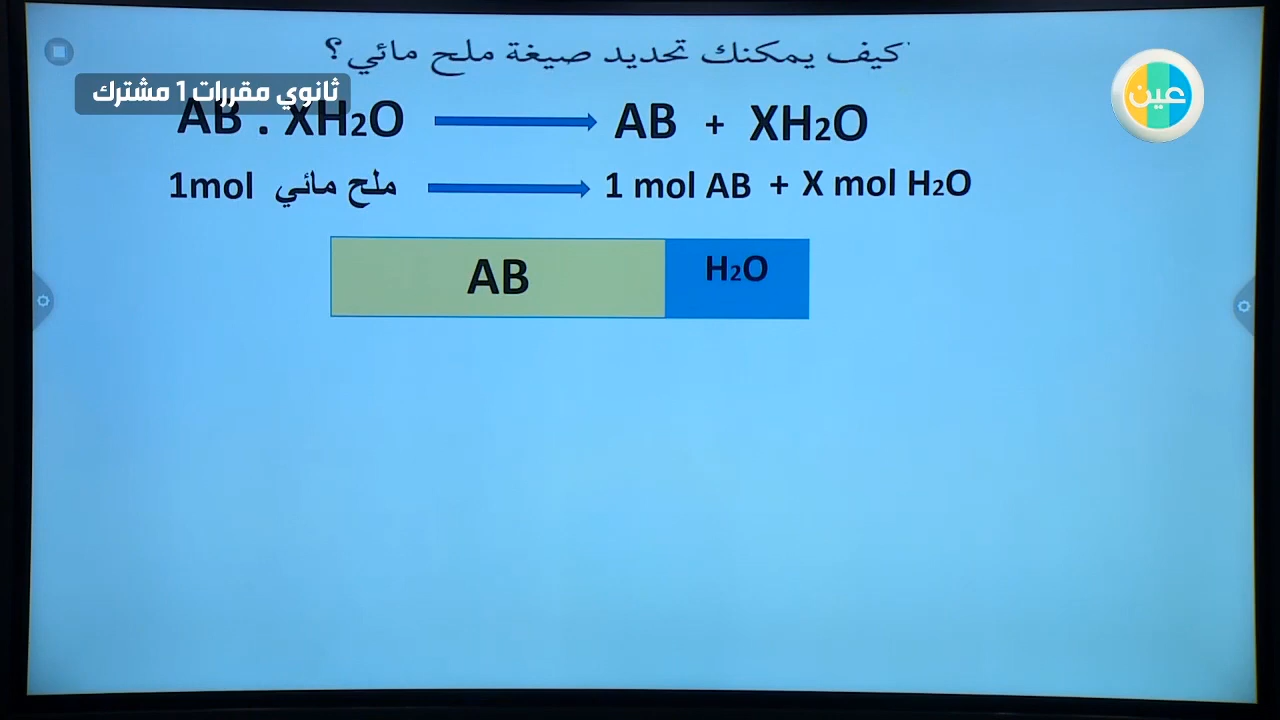 كيف يمكنك تحديد صيغة ملح مائي؟
ثانوي مقررات 1 مشترك
عين
AB . XH₂O AB + XH₂O
1mol ملح مائي 1 mol AB + X mol H₂O
AB H₂O